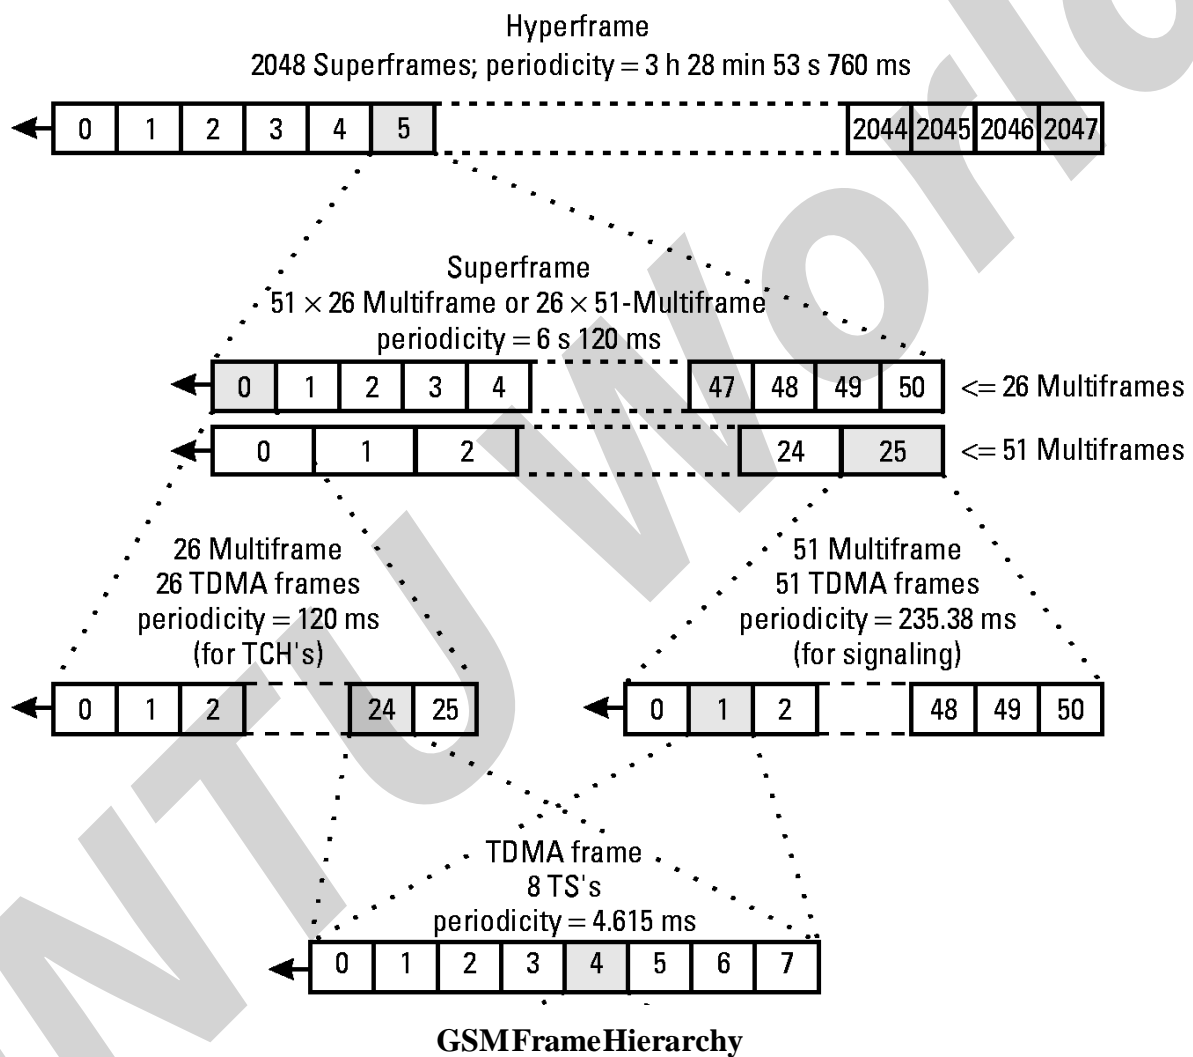 Hyperframe
2048 Superframes; periodicity = 3 h 28 min 53 s 760 ms
0 1 2 3 4 5 2044 2045 2046 2047
Superframe
51 × 26 Multiframe or 26 × 51-Multiframe
periodicity = 6 s 120 ms
0 1 2 3 4 47 48 49 50 <= 26 Multiframes
0 1 2 24 25 <= 51 Multiframes
26 Multiframe
26 TDMA frames
periodicity = 120 ms
(for TCH's)
51 Multiframe
51 TDMA frames
periodicity = 235.38 ms
(for signaling)
0 1 2 24 25
0 1 2 48 49 50
TDMA frame
8 TS's
periodicity = 4.615 ms
0 1 2 3 4 5 6 7
GSMFrameHierarchy
NTU World